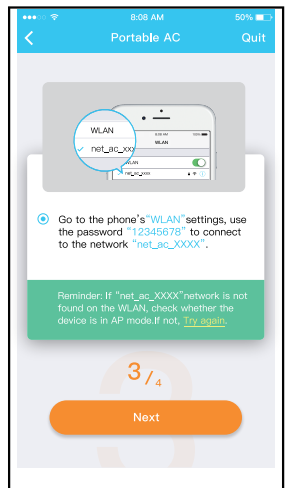 8:08 AM
50%
Portable AC
Quit
WLAN
net_ac_xxx
WLAN
WLAN
net_ac_xxxx
Go to the phone's“WLAN”settings, use
the password “12345678” to connect
to the network “net_ac_XXXX”.
Reminder: If “net_ac_XXXX”network is not
found on the WLAN, check whether the
device is in AP mode.If not, Try again.
3/4
Next